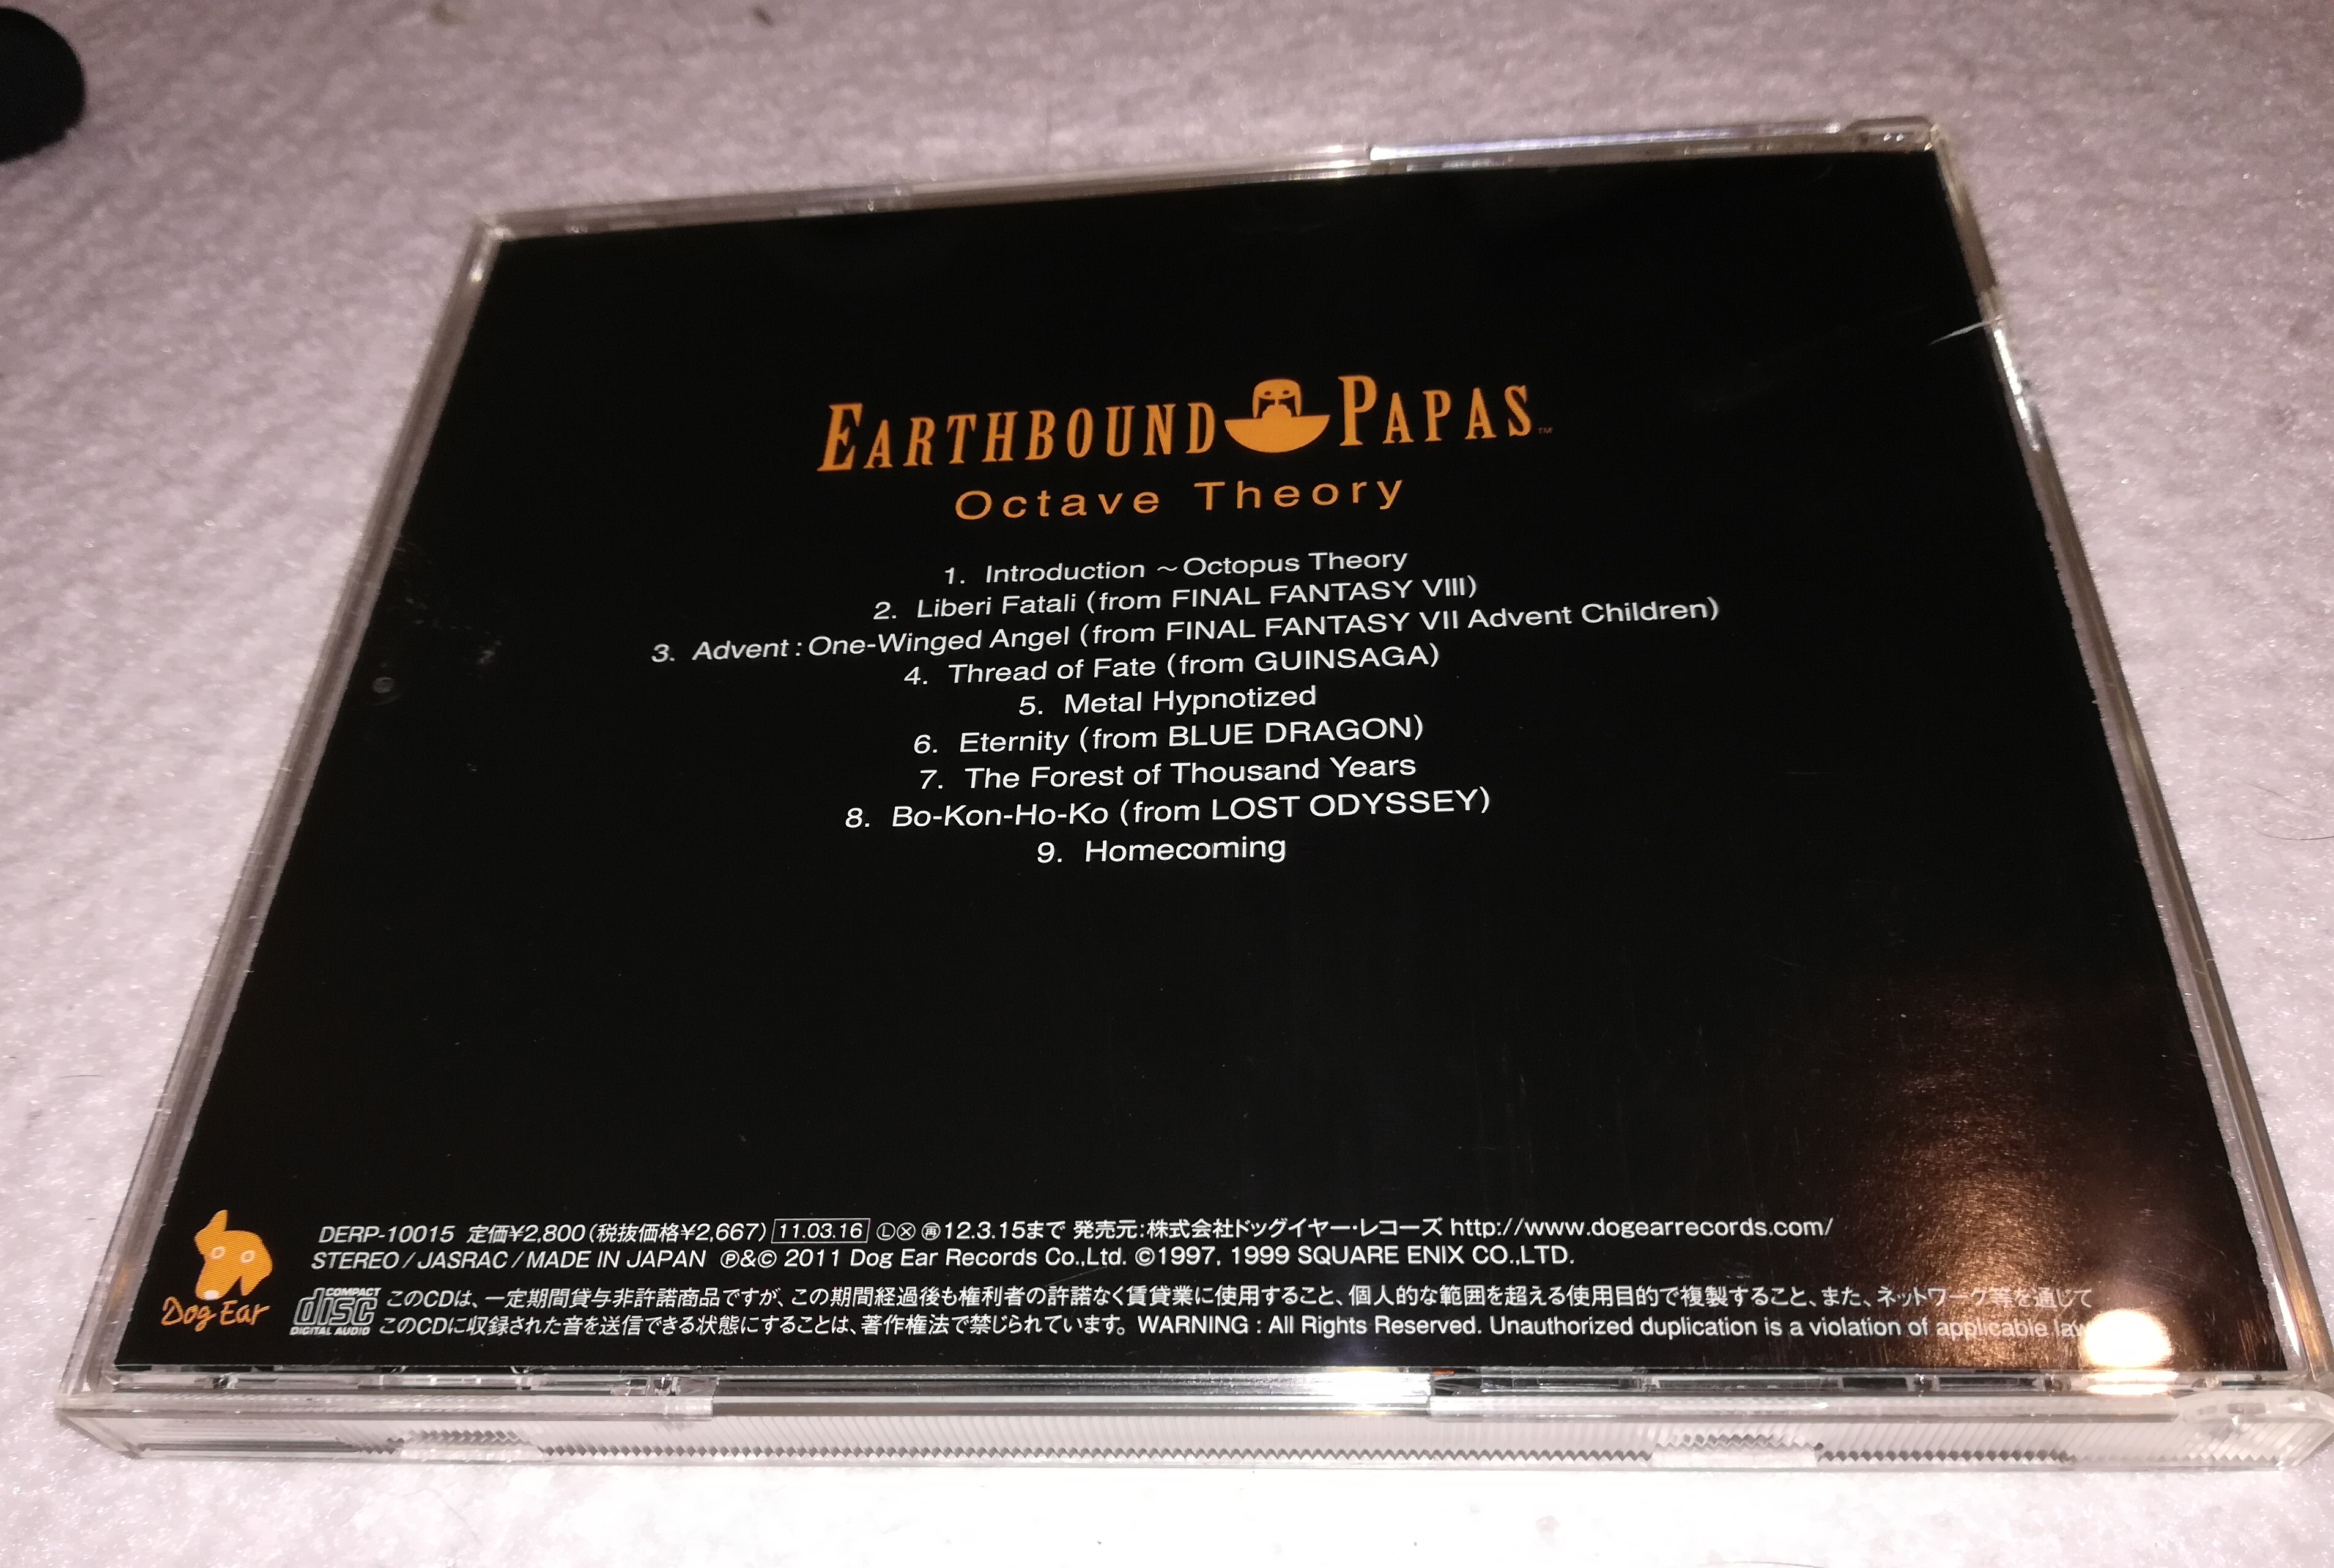 EARTHBOUND PAPAS™
Octave Theory
1. Introduction ～Octopus Theory
2. Liberi Fatali (from FINAL FANTASY VIII)
3. Advent : One-Winged Angel (from FINAL FANTASY VII Advent Children)
4. Thread of Fate (from GUINSAGA)
5. Metal Hypnotized
6. Eternity (from BLUE DRAGON)
7. The Forest of Thousand Years
8. Bo-Kon-Ho-Ko (from LOST ODYSSEY)
9. Homecoming
DERP-10015 定価¥2,800(税抜価格¥2,667) 11.03.16 Ⓛⓧ ㊢12.3.15まで 発売元:株式会社ドッグイヤー・レコーズ http://www.dogearrecords.com/
STEREO / JASRAC / MADE IN JAPAN ℗&© 2011 Dog Ear Records Co.,Ltd. ©1997, 1999 SQUARE ENIX CO.,LTD.
Dog Ear
COMPACT
disc
DIGITAL AUDIO
このCDは、一定期間貸与非許諾商品ですが、この期間経過後も権利者の許諾なく賃貸業に使用すること、個人的な範囲を超える使用目的で複製すること、また、ネットワーク等を通じて
このCDに収録された音を送信できる状態にすることは、著作権法で禁じられています。 WARNING : All Rights Reserved. Unauthorized duplication is a violation of applicable